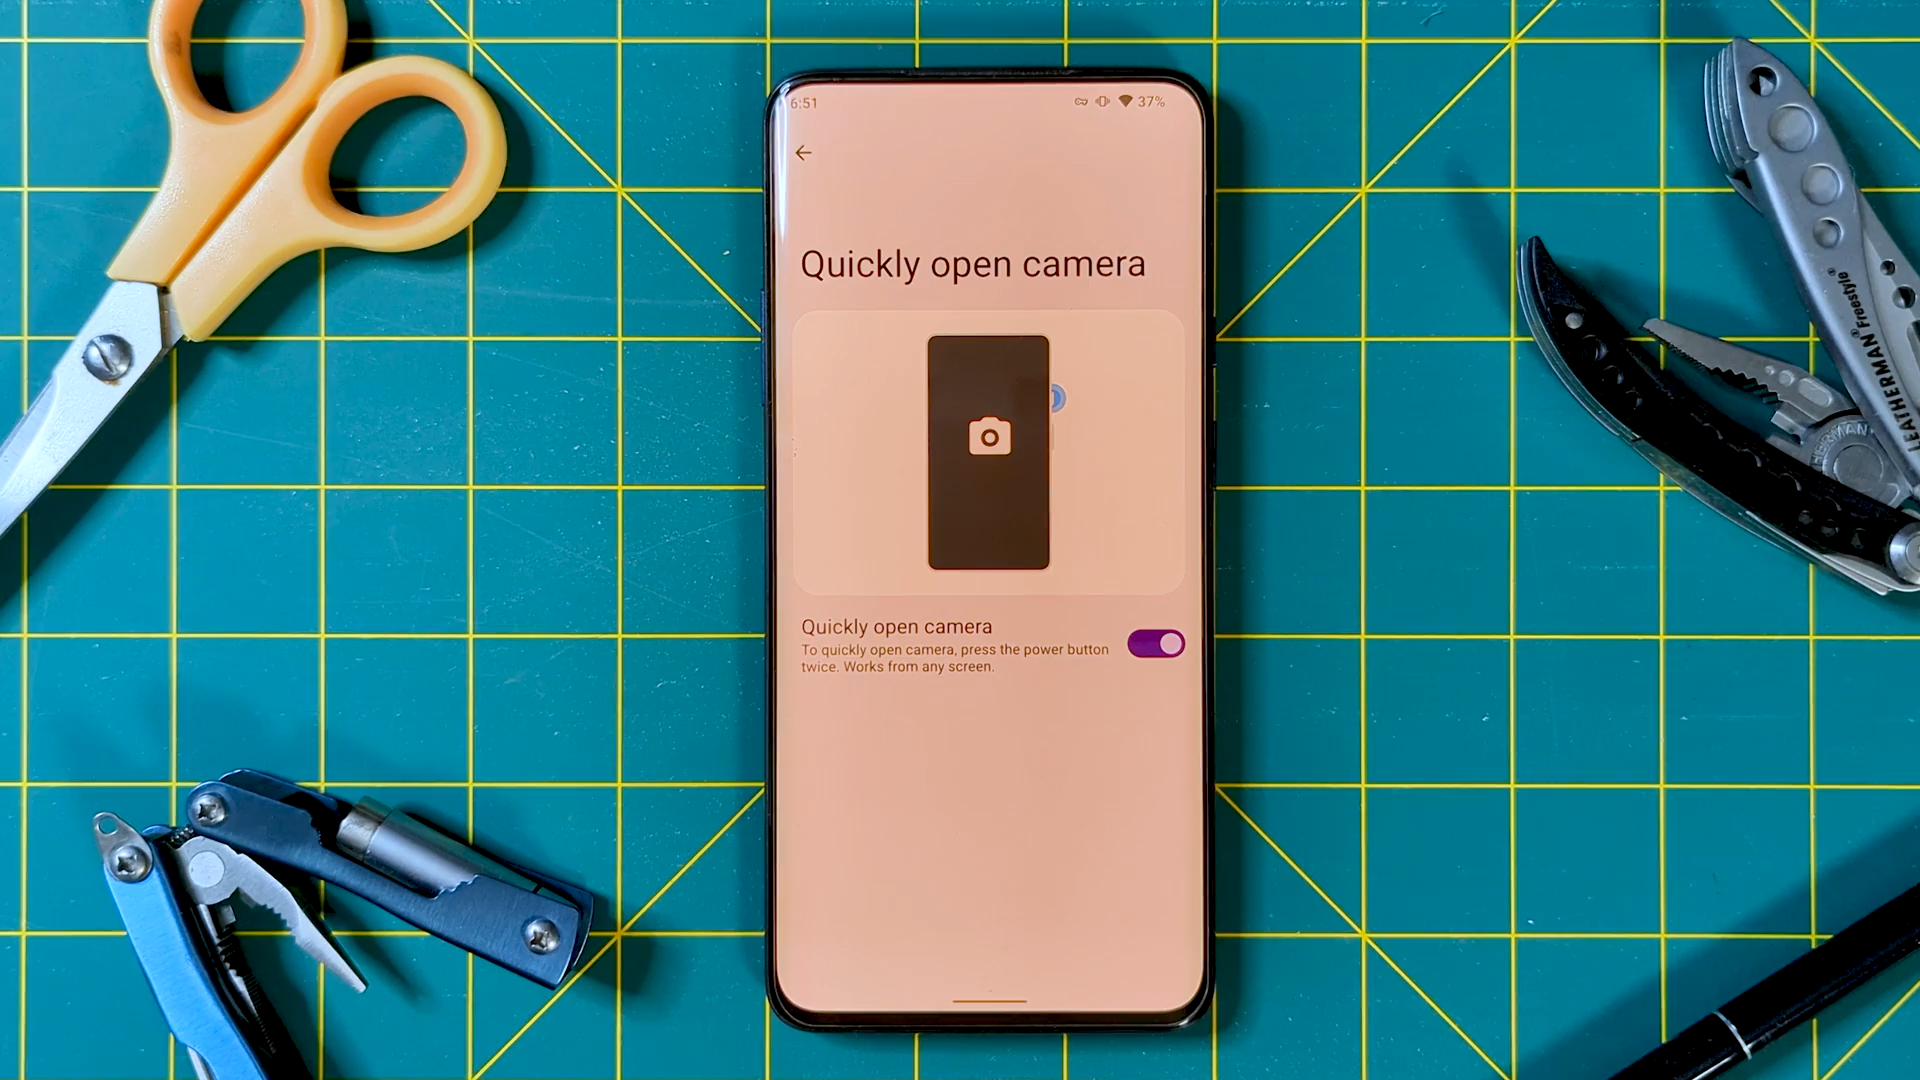 6:51
37%
Quickly open camera
Quickly open camera
To quickly open camera, press the power button
twice. Works from any screen.
LEATHERMAN® Freestyle®
HERMAN